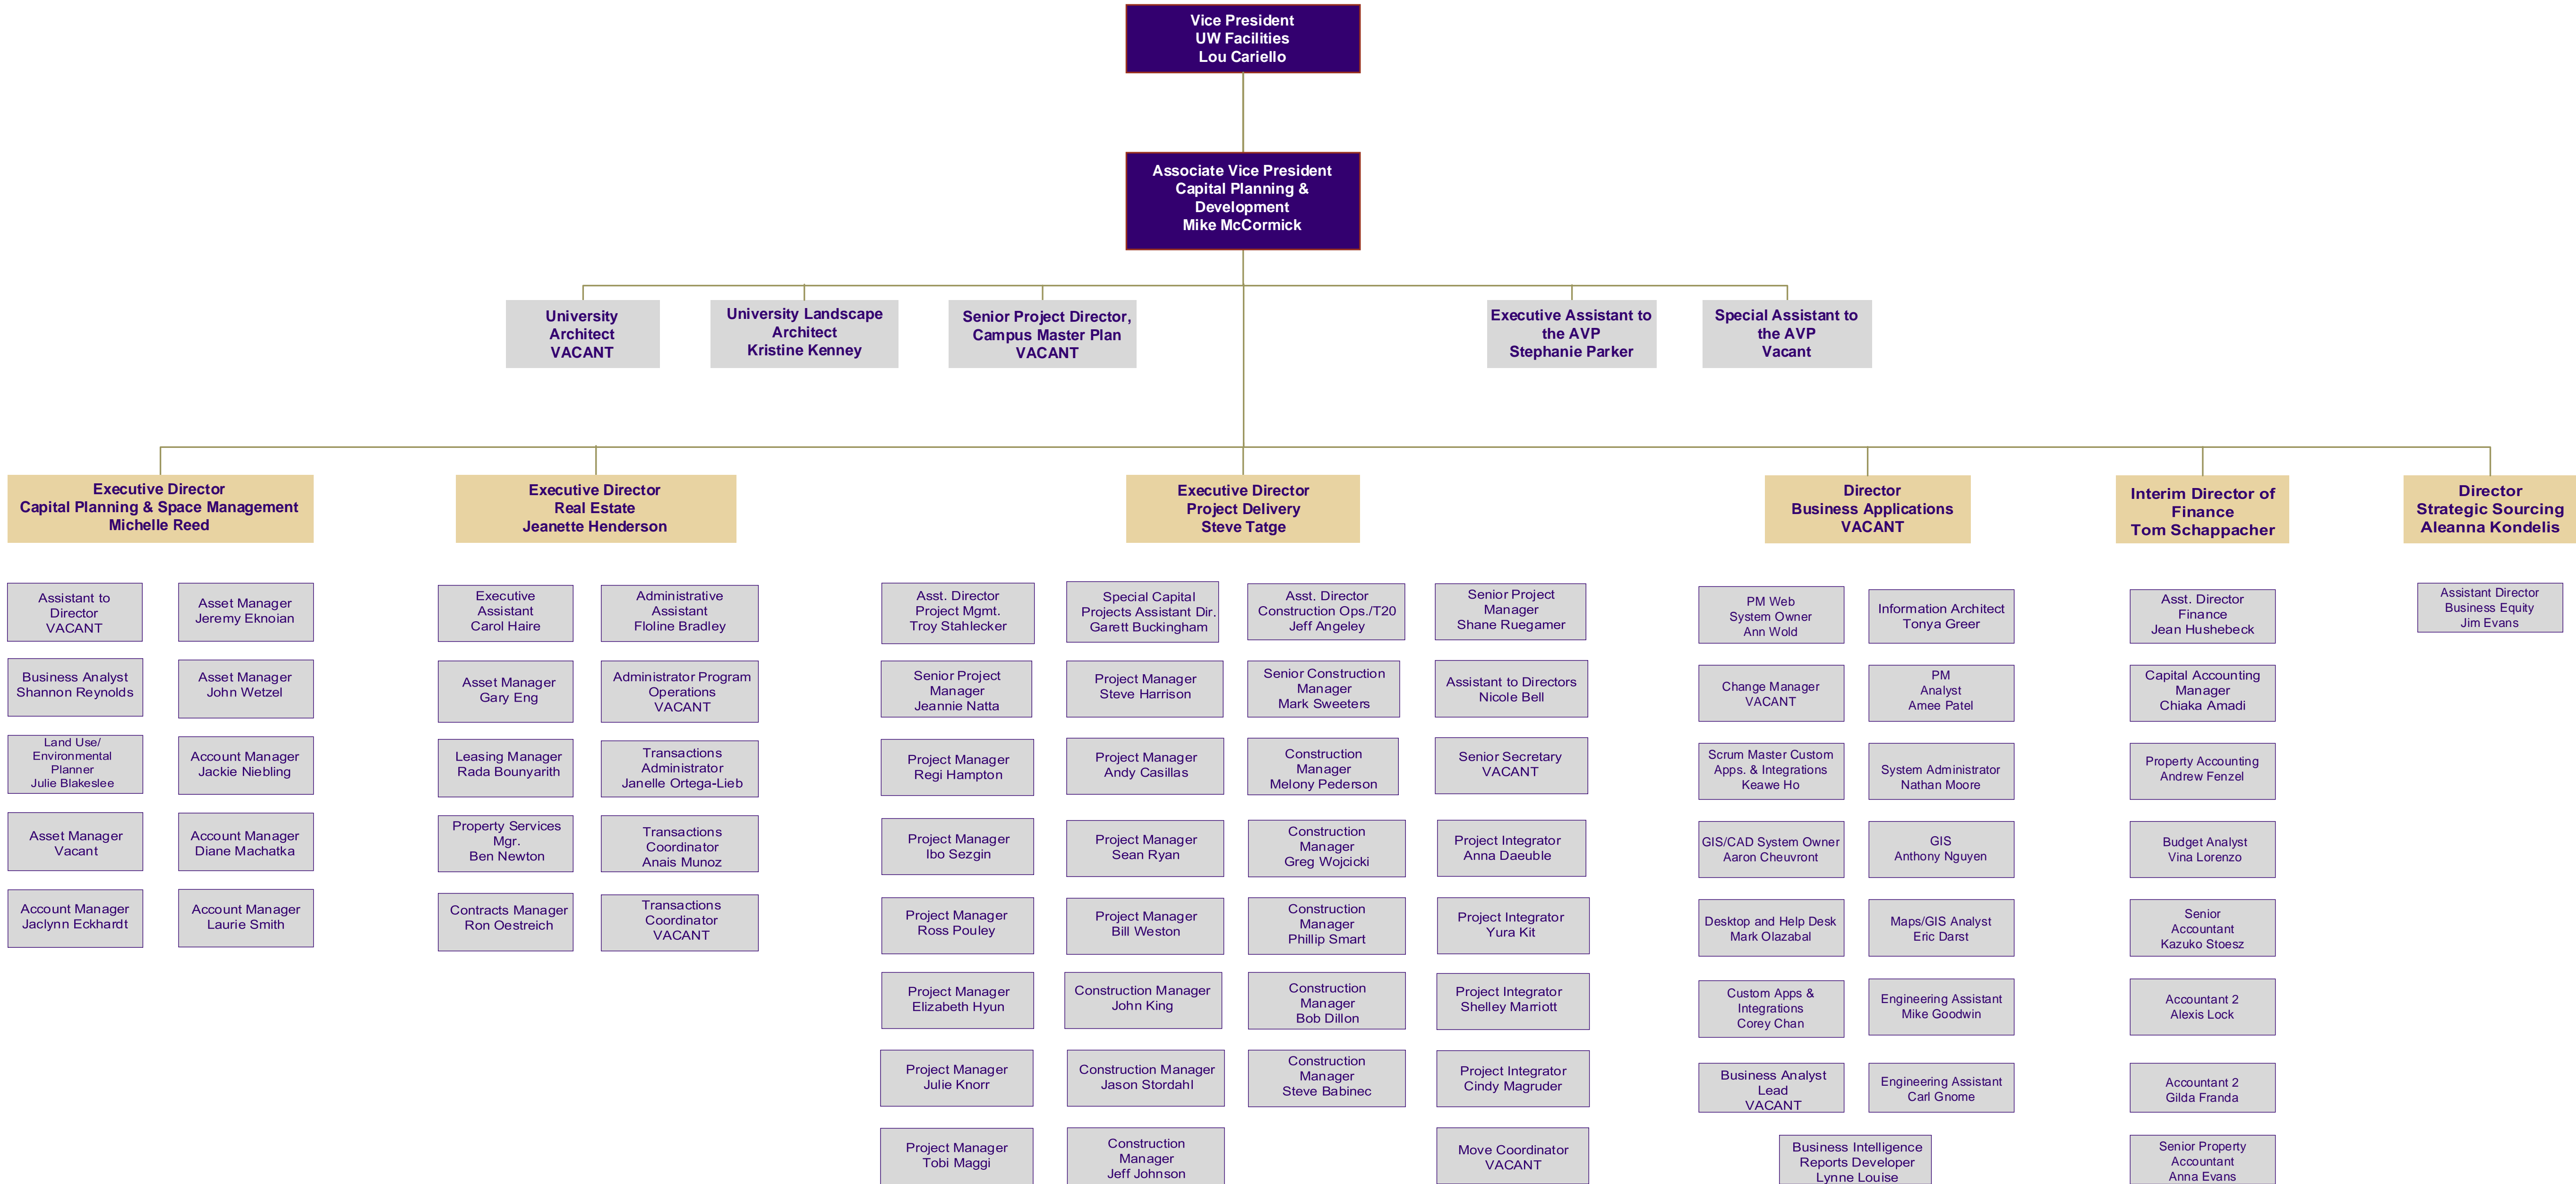 Vice President
UW Facilities
Lou Cariello
Associate Vice President
Capital Planning &
Development
Mike McCormick
University
Architect
VACANT
University Landscape
Architect
Kristine Kenney
Senior Project Director,
Campus Master Plan
VACANT
Executive Assistant to
the AVP
Stephanie Parker
Special Assistant to
the AVP
Vacant
Executive Director
Capital Planning & Space Management
Michelle Reed
Executive Director
Real Estate
Jeanette Henderson
Executive Director
Project Delivery
Steve Tatge
Director
Business Applications
VACANT
Interim Director of
Finance
Tom Schappacher
Director
Strategic Sourcing
Aleanna Kondelis
Assistant to
Director
VACANT
Business Analyst
Shannon Reynolds
Land Use/
Environmental
Planner
Julie Blakeslee
Asset Manager
Vacant
Account Manager
Jaclynn Eckhardt
Asset Manager
Jeremy Eknoian
Asset Manager
John Wetzel
Account Manager
Jackie Niebling
Account Manager
Diane Machatka
Account Manager
Laurie Smith
Executive
Assistant
Carol Haire
Asset Manager
Gary Eng
Leasing Manager
Rada Bounyarith
Property Services
Mgr.
Ben Newton
Contracts Manager
Ron Oestreich
Administrative
Assistant
Floline Bradley
Administrator Program
Operations
VACANT
Transactions
Administrator
Janelle Ortega-Lieb
Transactions
Coordinator
Anais Munoz
Transactions
Coordinator
VACANT
Asst. Director
Project Mgmt.
Troy Stahlecker
Senior Project
Manager
Jeannie Natta
Project Manager
Regi Hampton
Project Manager
Ibo Sezgin
Project Manager
Ross Pouley
Project Manager
Elizabeth Hyun
Project Manager
Julie Knorr
Project Manager
Tobi Maggi
Special Capital
Projects Assistant Dir.
Garett Buckingham
Project Manager
Steve Harrison
Project Manager
Andy Casillas
Project Manager
Sean Ryan
Project Manager
Bill Weston
Construction Manager
John King
Construction Manager
Jason Stordahl
Construction
Manager
Jeff Johnson
Asst. Director
Construction Ops./T20
Jeff Angeley
Senior Construction
Manager
Mark Sweeters
Construction
Manager
Melony Pederson
Construction
Manager
Greg Wojcicki
Construction
Manager
Phillip Smart
Construction
Manager
Bob Dillon
Construction
Manager
Steve Babinec
Senior Project
Manager
Shane Ruegamer
Assistant to Directors
Nicole Bell
Senior Secretary
VACANT
Project Integrator
Anna Daeuble
Project Integrator
Yura Kit
Project Integrator
Shelley Marriott
Project Integrator
Cindy Magruder
Move Coordinator
VACANT
PM Web
System Owner
Ann Wold
Change Manager
VACANT
Scrum Master Custom
Apps. & Integrations
Keawe Ho
GIS/CAD System Owner
Aaron Cheuvront
Desktop and Help Desk
Mark Olazabal
Custom Apps &
Integrations
Corey Chan
Business Analyst
Lead
VACANT
Information Architect
Tonya Greer
PM
Analyst
Amee Patel
System Administrator
Nathan Moore
GIS
Anthony Nguyen
Maps/GIS Analyst
Eric Darst
Engineering Assistant
Mike Goodwin
Engineering Assistant
Carl Gnome
Business Intelligence
Reports Developer
Lynne Louise
Asst. Director
Finance
Jean Hushebeck
Capital Accounting
Manager
Chiaka Amadi
Property Accounting
Andrew Fenzel
Budget Analyst
Vina Lorenzo
Senior
Accountant
Kazuko Stoesz
Accountant 2
Alexis Lock
Accountant 2
Gilda Franda
Senior Property
Accountant
Anna Evans
Assistant Director
Business Equity
Jim Evans